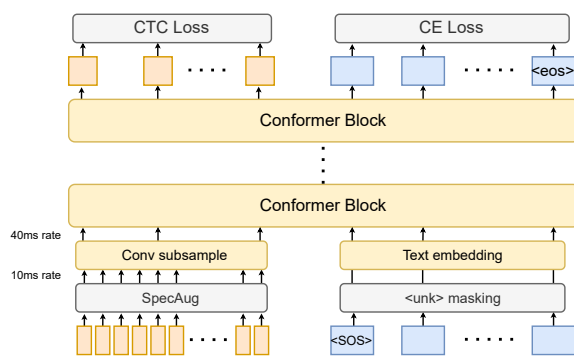 CTC Loss
CE Loss
<eos>
Conformer Block
Conformer Block
40ms rate
Conv subsample
Text embedding
10ms rate
SpecAug
<unk> masking
<SOS>